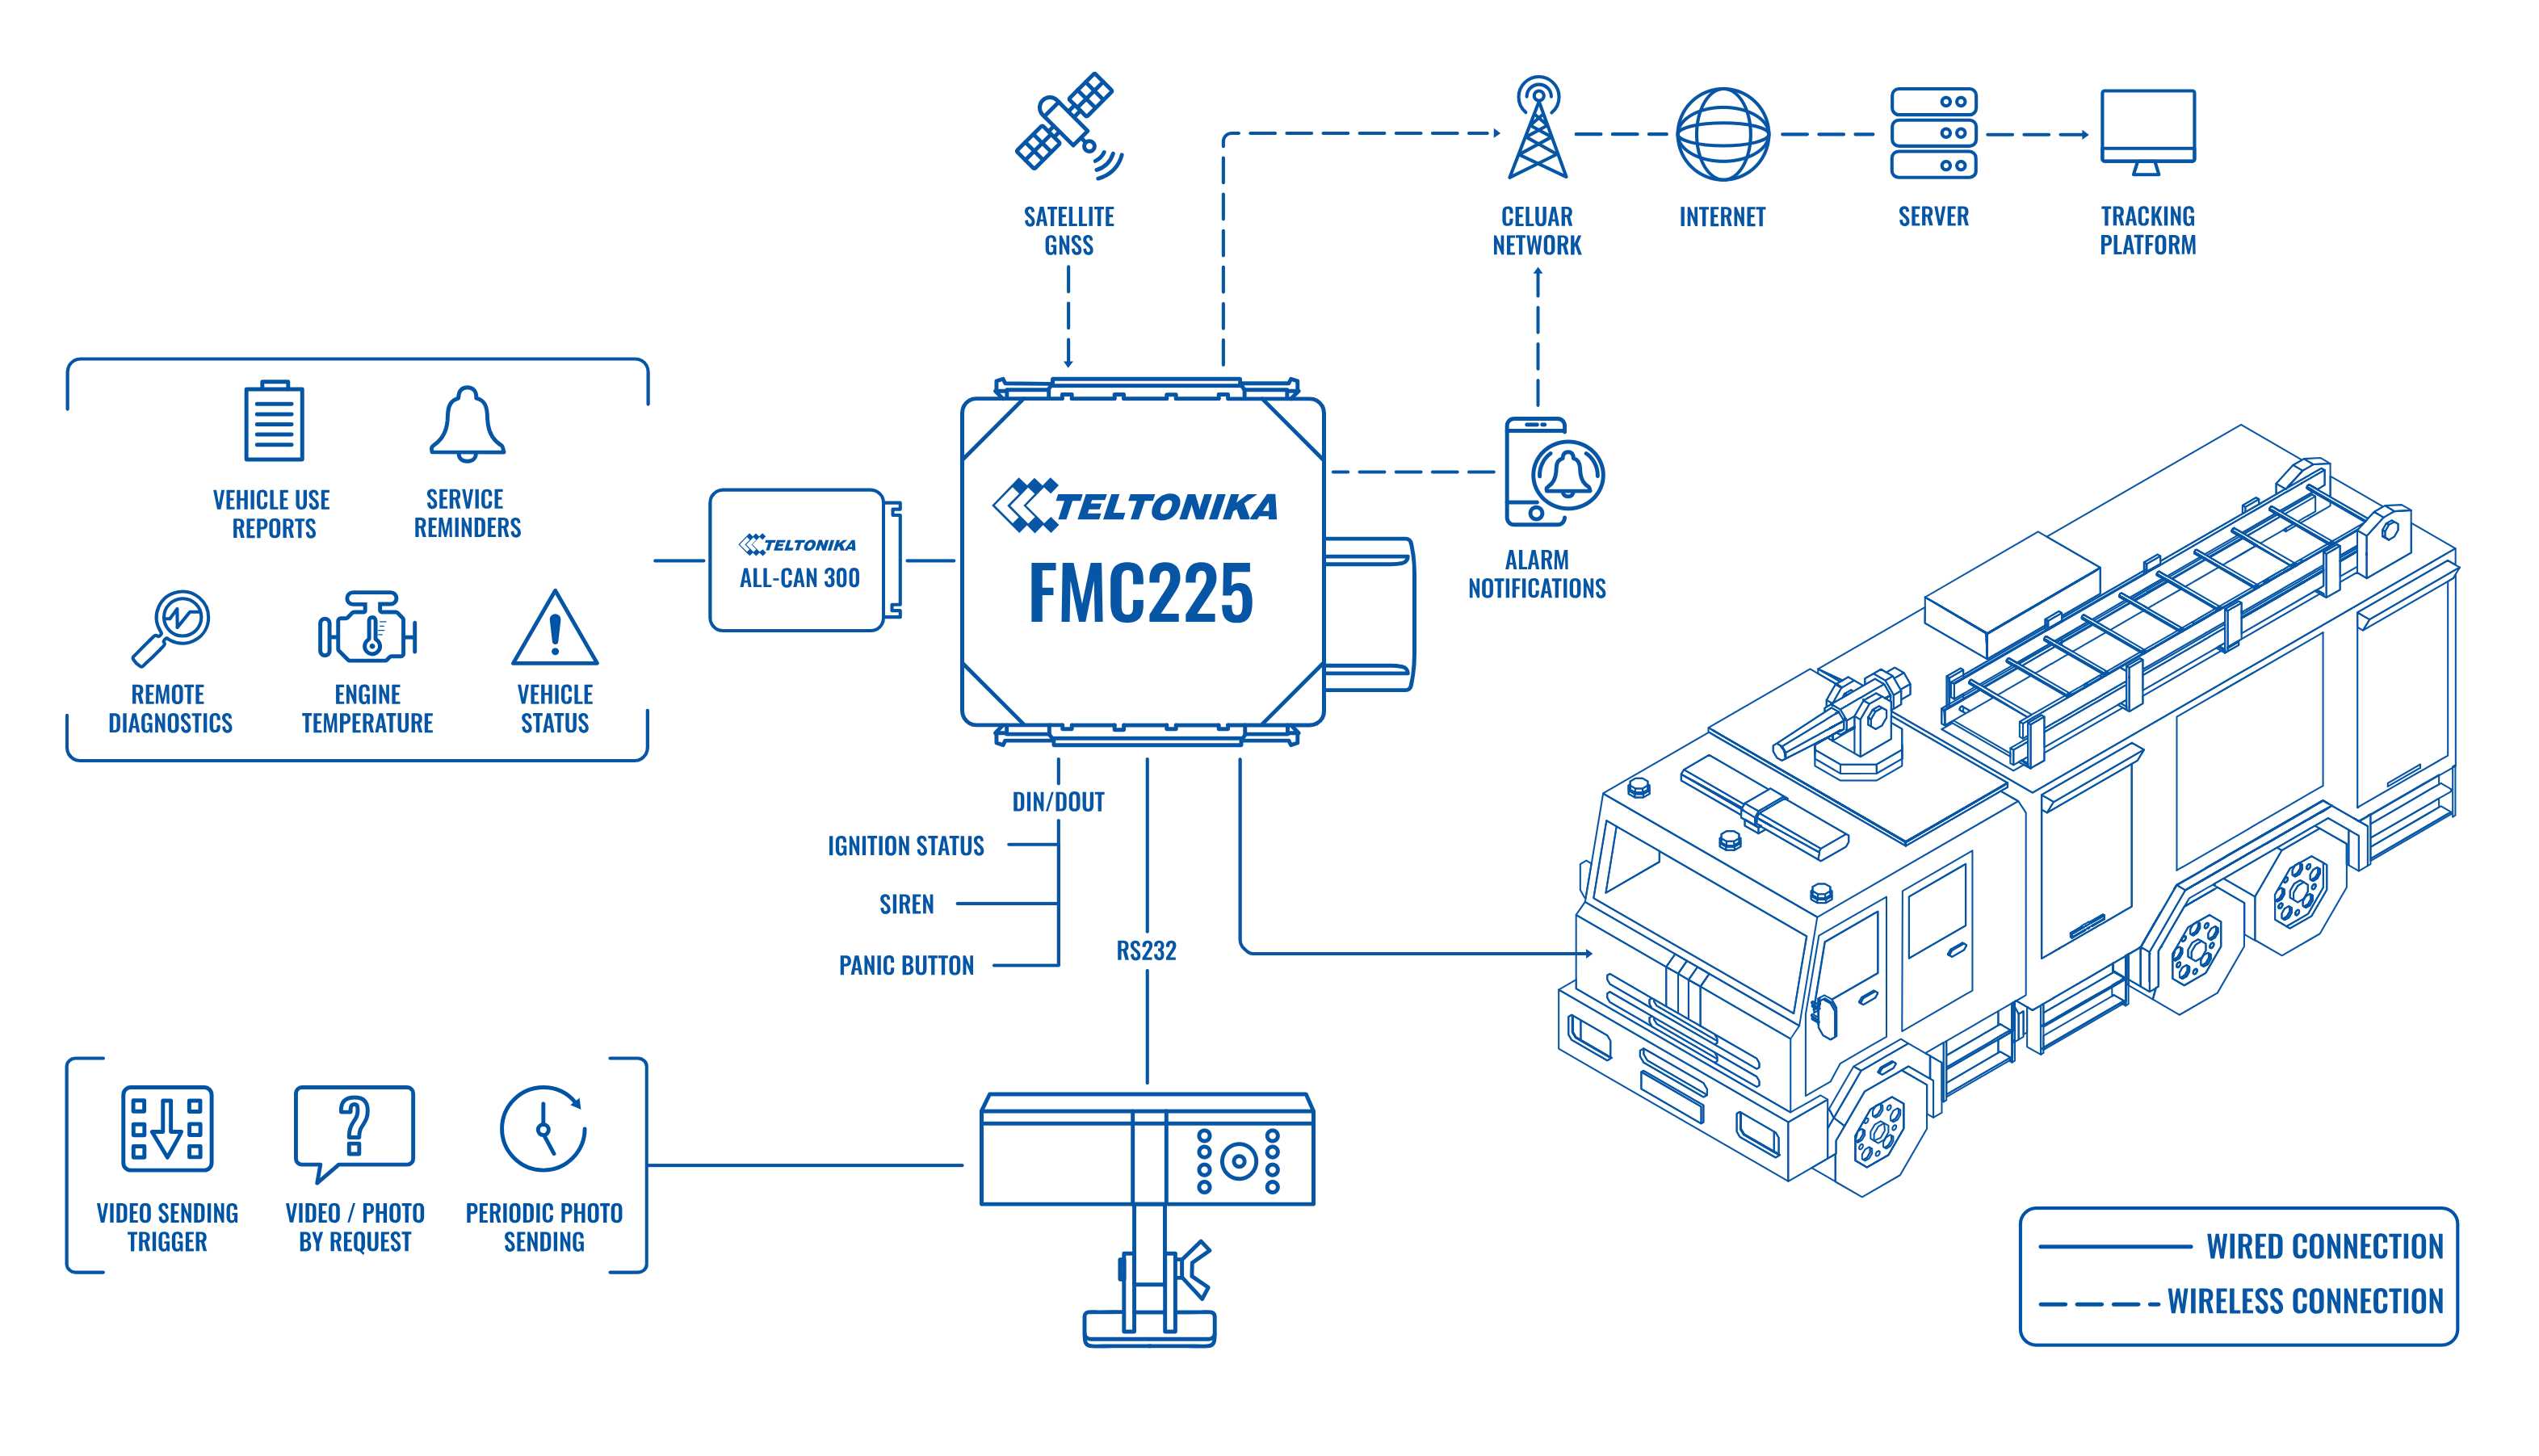 SATELLITE
GNSS
CELUAR
NETWORK
INTERNET
SERVER
TRACKING
PLATFORM
VEHICLE USE
REPORTS
SERVICE
REMINDERS
REMOTE
DIAGNOSTICS
ENGINE
TEMPERATURE
VEHICLE
STATUS
TELTONIKA
ALL-CAN 300
TELTONIKA
FMC225
ALARM
NOTIFICATIONS
DIN/DOUT
IGNITION STATUS
SIREN
PANIC BUTTON
RS232
VIDEO SENDING
TRIGGER
VIDEO / PHOTO
BY REQUEST
PERIODIC PHOTO
SENDING
WIRED CONNECTION
WIRELESS CONNECTION